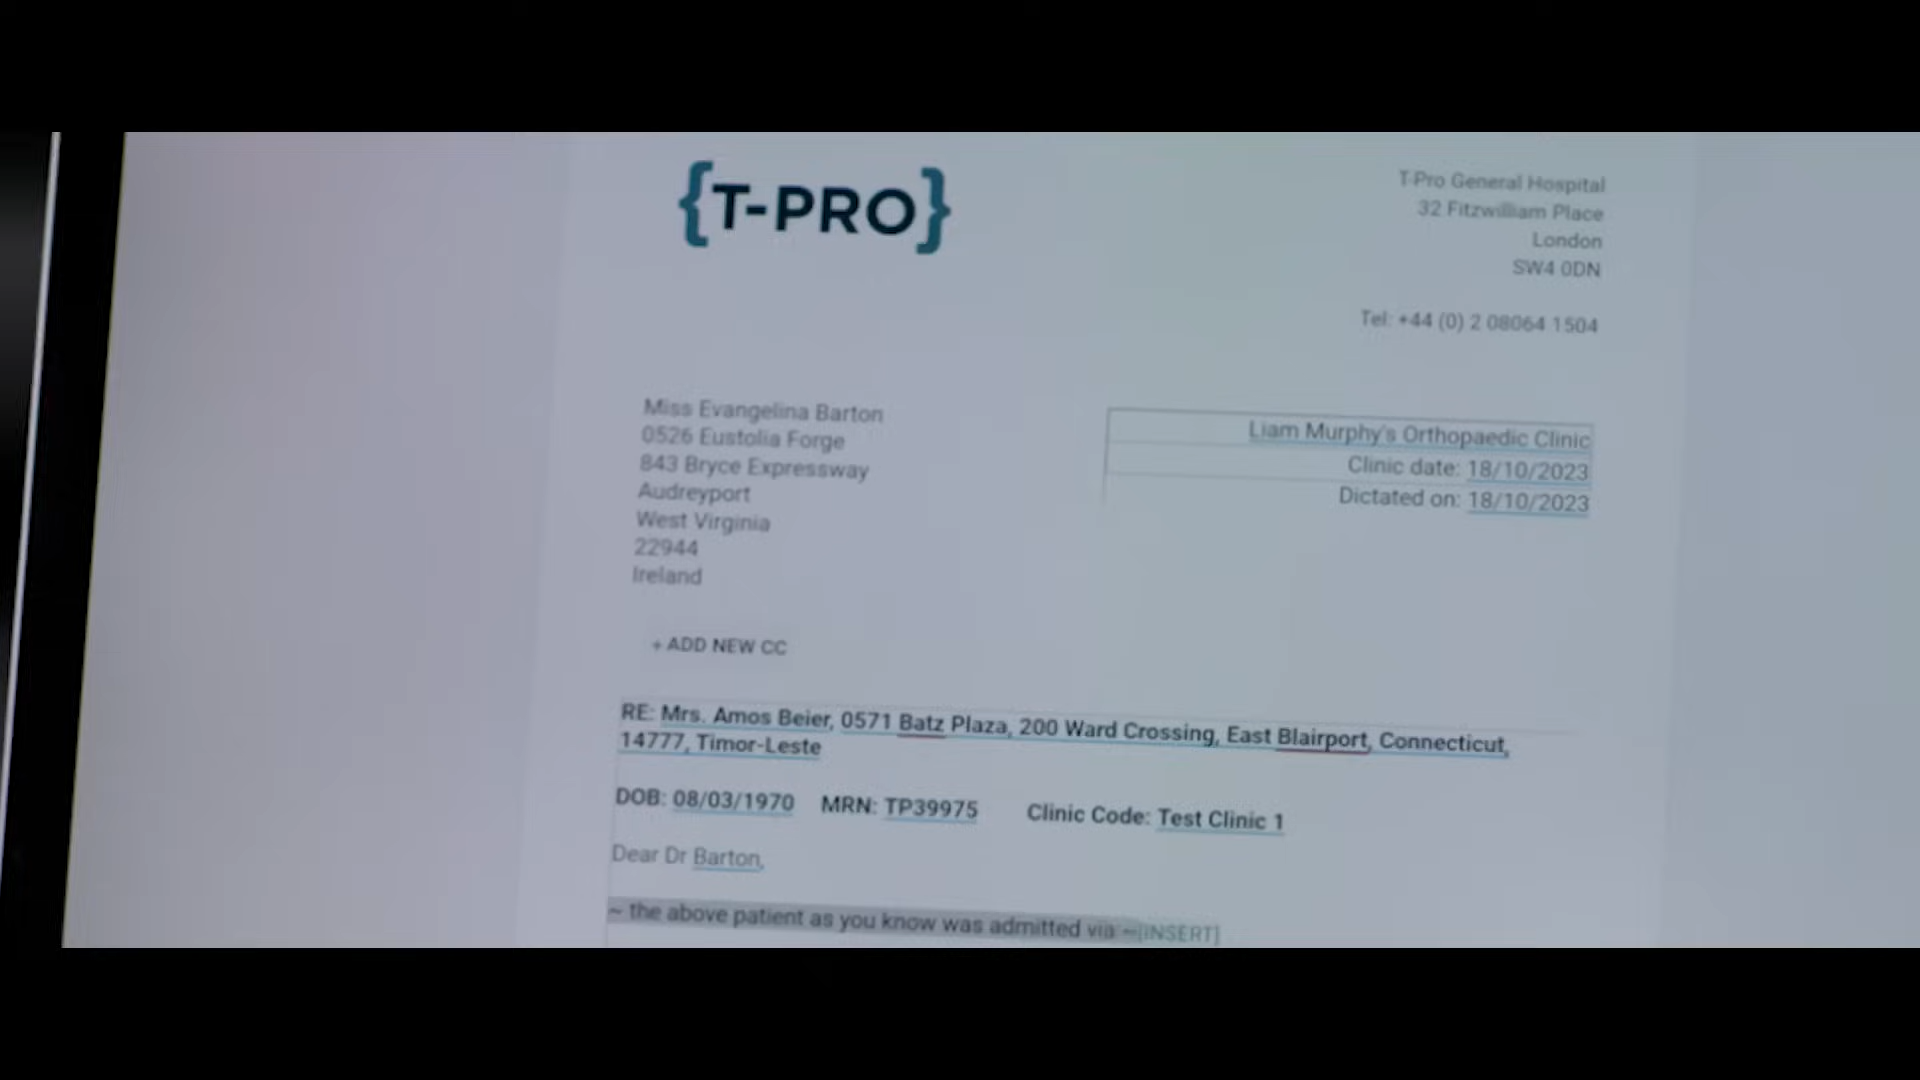 {T-PRO}
T-Pro General Hospital
32 Fitzwilliam Place
London
SW4 0DN
Tel: +44 (0) 2 08064 1504
Miss Evangelina Barton
0526 Eustolia Forge
843 Bryce Expressway
Audreyport
West Virginia
22944
Ireland
Liam Murphy's Orthopaedic Clinic
Clinic date: 18/10/2023
Dictated on: 18/10/2023
+ ADD NEW CC
RE: Mrs. Amos Beier, 0571 Batz Plaza, 200 Ward Crossing, East Blairport, Connecticut,
14777, Timor-Leste
DOB: 08/03/1970 MRN: TP39975 Clinic Code: Test Clinic 1
Dear Dr Barton,
~ the above patient as you know was admitted via ~[INSERT]